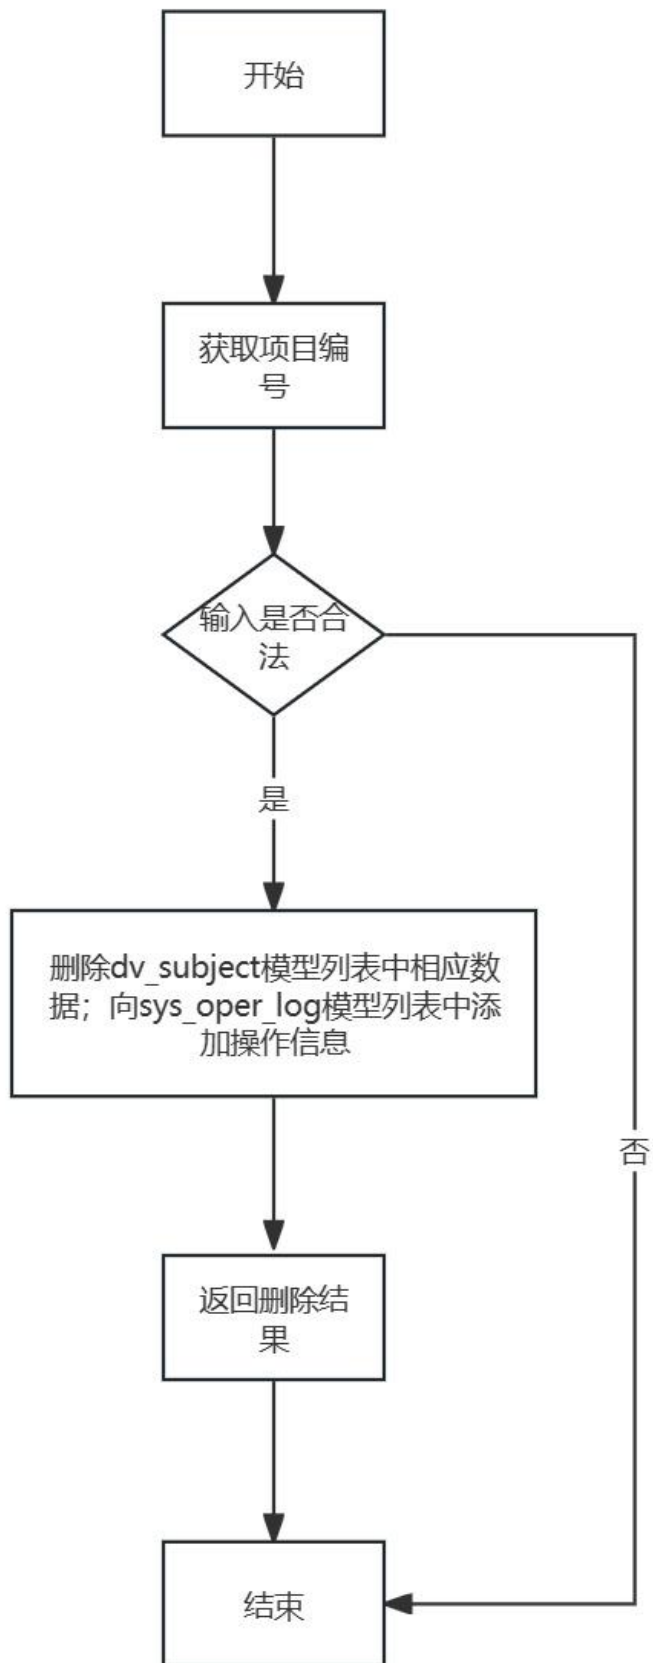 开始
获取项目编
号
输入是否合
法
是
删除dv_subject模型列表中相应数
据；向sys_oper_log模型列表中添
加操作信息
否
返回删除结
果
结束